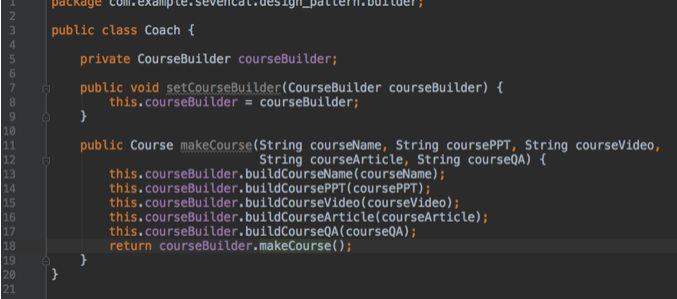 1 package com.example.sevencat.design_pattern.builder;
2
3 public class Coach {
4
5 private CourseBuilder courseBuilder;
6
7 public void setCourseBuilder(CourseBuilder courseBuilder) {
8 this.courseBuilder = courseBuilder;
9 }
10
11 public Course makeCourse(String courseName, String coursePPT, String courseVideo,
12 String courseArticle, String courseQA) {
13 this.courseBuilder.buildCourseName(courseName);
14 this.courseBuilder.buildCoursePPT(coursePPT);
15 this.courseBuilder.buildCourseVideo(courseVideo);
16 this.courseBuilder.buildCourseArticle(courseArticle);
17 this.courseBuilder.buildCourseQA(courseQA);
18 return courseBuilder.makeCourse();
19 }
20 }
21